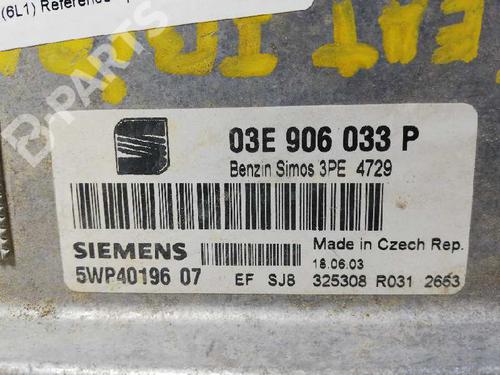 (6L1) Reference
03E 906 033 P
Benzin Simos 3PE 4729
SIEMENS
5WP40196 07
Made in Czech Rep.
18.06.03
EF SJ8 325308 R031 2653